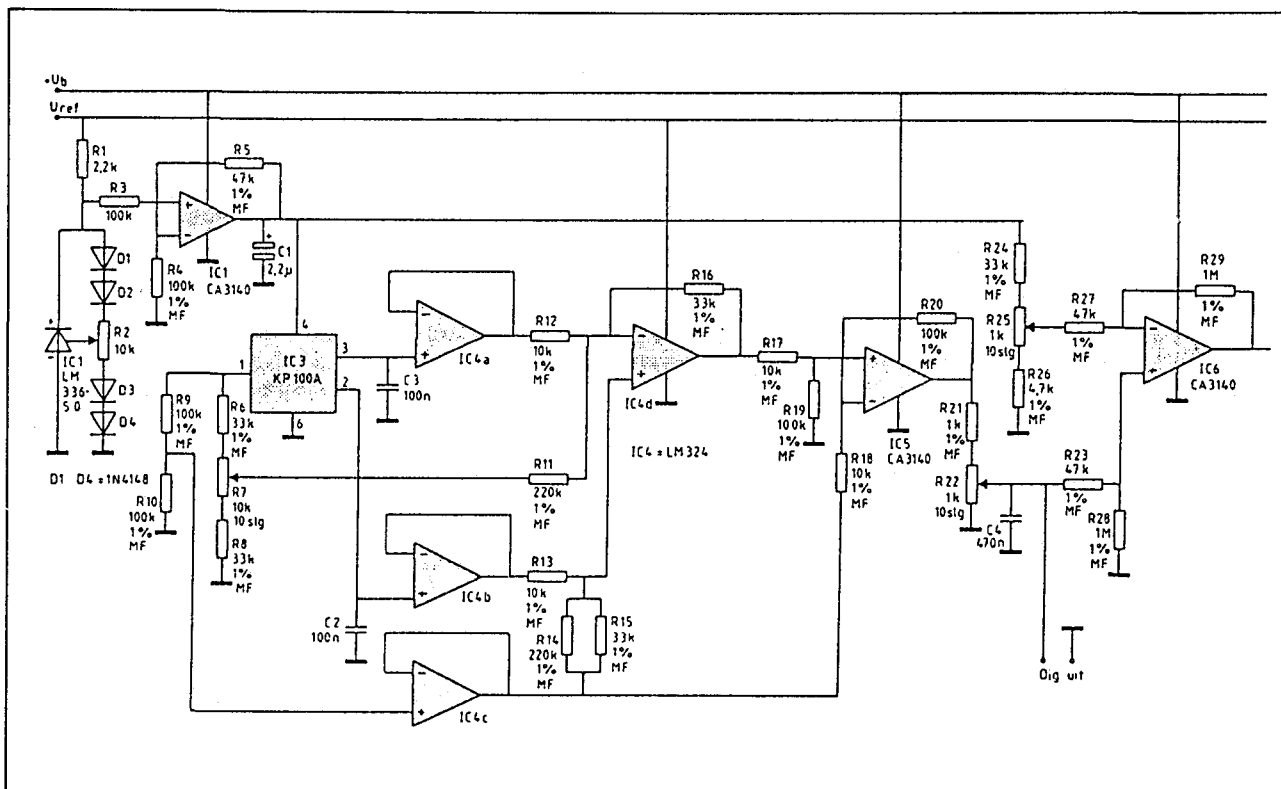 +Ub
Uref
R1
2,2k
R3
100k
R5
47k
1%
MF
+
-
IC1
CA3140
+
C1
2,2µ
R4
100k
1%
MF
D1
D2
R2
10k
D3
D4
+
-
IC1
LM
336-
5.0
D1 D4 = 1N4148
4
IC3
KP100A
1
3
2
6
R9
100k
1%
MF
R10
100k
1%
MF
R6
33k
1%
MF
R7
10k
10slg
R8
33k
1%
MF
C3
100n
C2
100n
-
+
IC4a
-
+
IC4b
-
+
IC4c
R12
10k
1%
MF
R11
220k
1%
MF
R13
10k
1%
MF
R14
220k
1%
MF
R15
33k
1%
MF
R16
33k
1%
MF
-
+
IC4d
IC4 = LM324
R17
10k
1%
MF
R19
100k
1%
MF
R18
10k
1%
MF
R20
100k
1%
MF
+
-
IC5
CA3140
R21
1k
1%
MF
R22
1k
10slg
C4
470n
R23
47k
1%
MF
R24
33k
1%
MF
R25
1k
10slg
R26
4,7k
1%
MF
R27
47k
1%
MF
R28
1M
1%
MF
R29
1M
1%
MF
-
+
IC6
CA3140
Dig uit